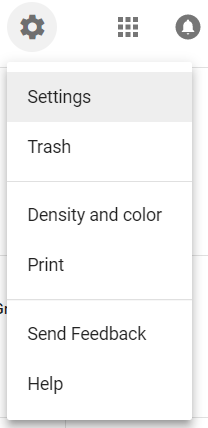 Settings
Trash
Density and color
Print
Send Feedback
Help